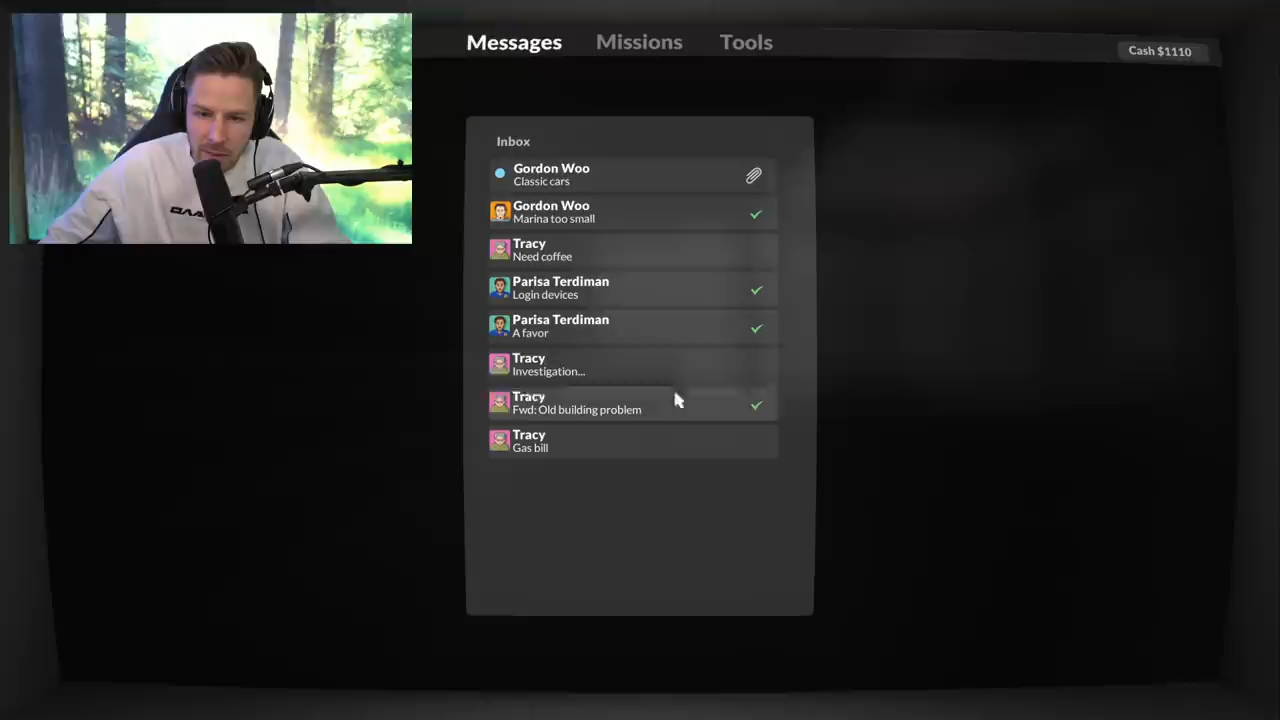 Messages Missions Tools
Cash $1110
Inbox
Gordon Woo
Classic cars
Gordon Woo
Marina too small
Tracy
Need coffee
Parisa Terdiman
Login devices
Parisa Terdiman
A favor
Tracy
Investigation...
Tracy
Fwd: Old building problem
Tracy
Gas bill